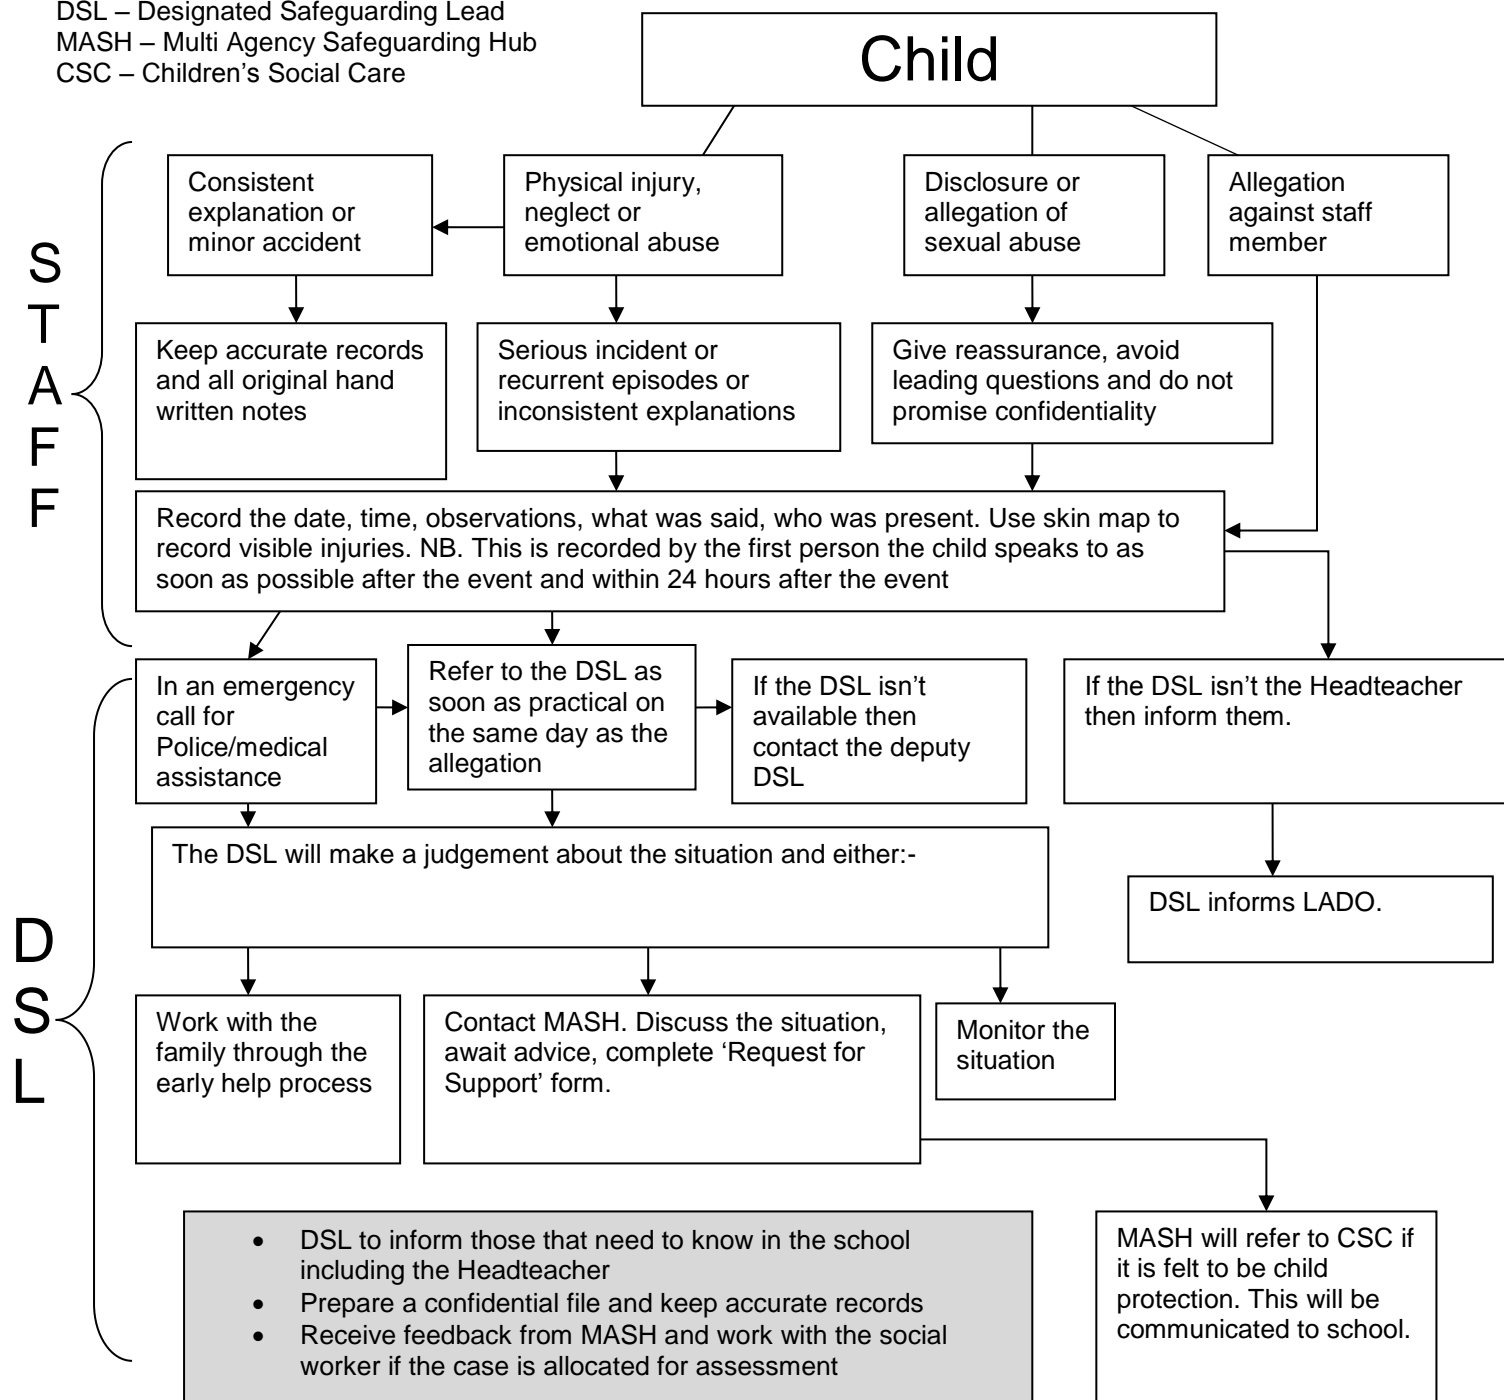 DSL – Designated Safeguarding Lead
MASH – Multi Agency Safeguarding Hub
CSC – Children's Social Care
Child
S
T
A
F
F
Consistent
explanation or
minor accident
Physical injury,
neglect or
emotional abuse
Disclosure or
allegation of
sexual abuse
Allegation
against staff
member
Keep accurate records
and all original hand
written notes
Serious incident or
recurrent episodes or
inconsistent explanations
Give reassurance, avoid
leading questions and do not
promise confidentiality
Record the date, time, observations, what was said, who was present. Use skin map to
record visible injuries. NB. This is recorded by the first person the child speaks to as
soon as possible after the event and within 24 hours after the event
D
S
L
In an emergency
call for
Police/medical
assistance
Refer to the DSL as
soon as practical on
the same day as the
allegation
If the DSL isn't
available then
contact the deputy
DSL
If the DSL isn't the Headteacher
then inform them.
The DSL will make a judgement about the situation and either:-
DSL informs LADO.
Work with the
family through the
early help process
Contact MASH. Discuss the situation,
await advice, complete ‘Request for
Support’ form.
Monitor the
situation
• DSL to inform those that need to know in the school
including the Headteacher
• Prepare a confidential file and keep accurate records
• Receive feedback from MASH and work with the social
worker if the case is allocated for assessment
MASH will refer to CSC if
it is felt to be child
protection. This will be
communicated to school.